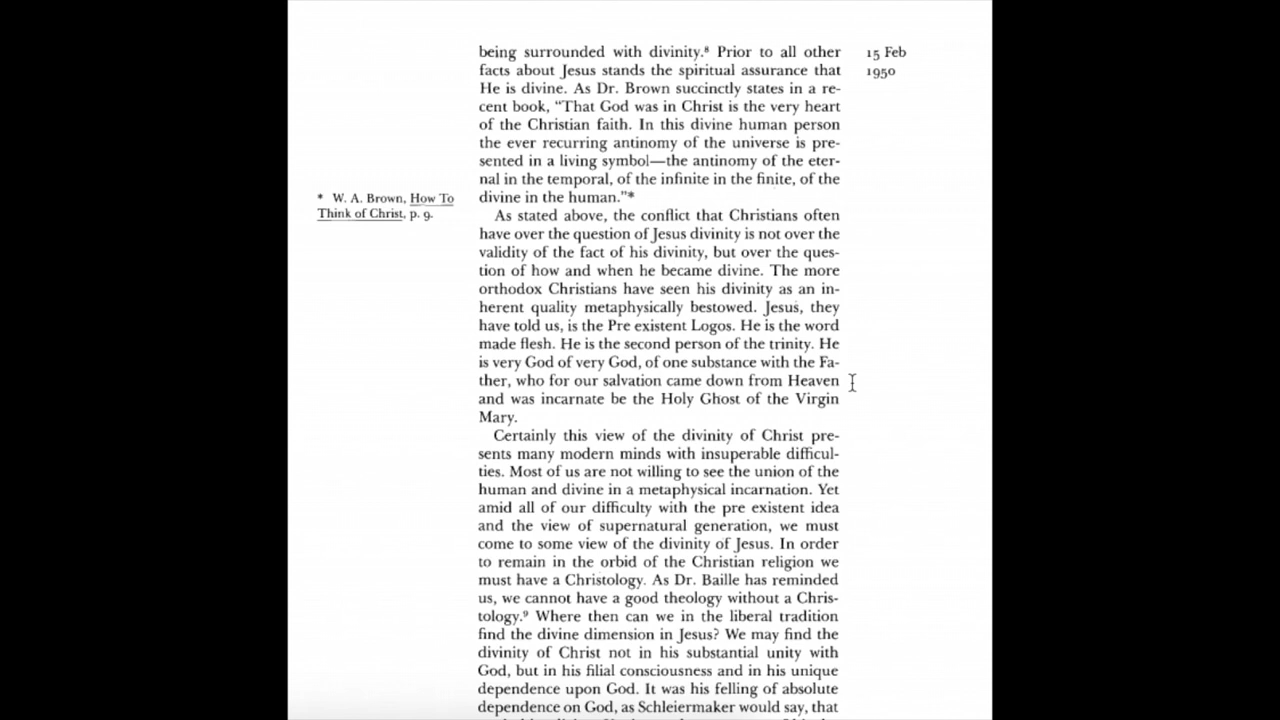 being surrounded with divinity.⁸ Prior to all other
facts about Jesus stands the spiritual assurance that
He is divine. As Dr. Brown succinctly states in a re-
cent book, “That God was in Christ is the very heart
of the Christian faith. In this divine human person
the ever recurring antinomy of the universe is pre-
sented in a living symbol—the antinomy of the eter-
nal in the temporal, of the infinite in the finite, of the
divine in the human.”*
15 Feb
1950
* W. A. Brown, How To
Think of Christ, p. 9.
As stated above, the conflict that Christians often
have over the question of Jesus divinity is not over the
validity of the fact of his divinity, but over the ques-
tion of how and when he became divine. The more
orthodox Christians have seen his divinity as an in-
herent quality metaphysically bestowed. Jesus, they
have told us, is the Pre existent Logos. He is the word
made flesh. He is the second person of the trinity. He
is very God of very God, of one substance with the Fa-
ther, who for our salvation came down from Heaven
and was incarnate be the Holy Ghost of the Virgin
Mary.
Certainly this view of the divinity of Christ pre-
sents many modern minds with insuperable difficul-
ties. Most of us are not willing to see the union of the
human and divine in a metaphysical incarnation. Yet
amid all of our difficulty with the pre existent idea
and the view of supernatural generation, we must
come to some view of the divinity of Jesus. In order
to remain in the orbid of the Christian religion we
must have a Christology. As Dr. Baille has reminded
us, we cannot have a good theology without a Chris-
tology.⁹ Where then can we in the liberal tradition
find the divine dimension in Jesus? We may find the
divinity of Christ not in his substantial unity with
God, but in his filial consciousness and in his unique
dependence upon God. It was his felling of absolute
dependence on God, as Schleiermaker would say, that